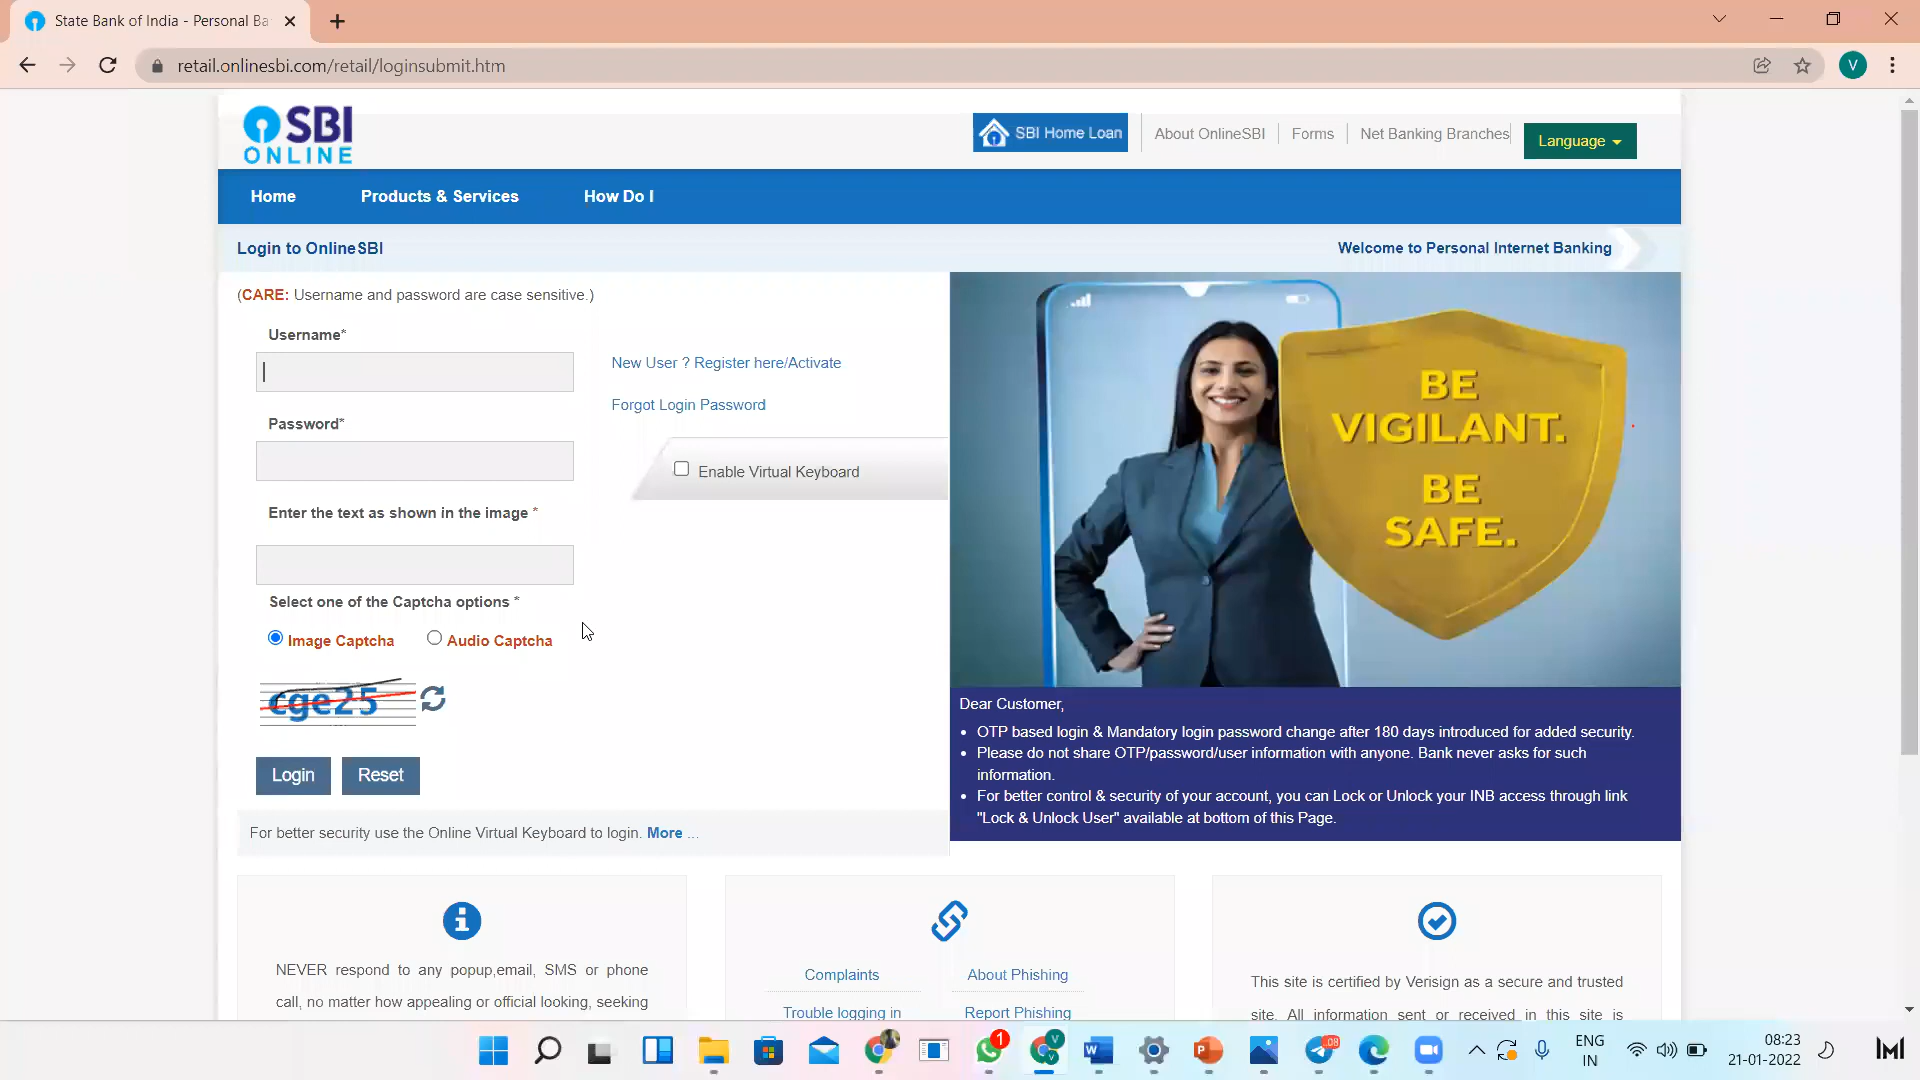 State Bank of India - Personal Ba
retail.onlinesbi.com/retail/loginsubmit.htm
V
SBI
ONLINE
SBI Home Loan
About OnlineSBI
Forms
Net Banking Branches
Language
Home
Products & Services
How Do I
Login to OnlineSBI
Welcome to Personal Internet Banking
(CARE: Username and password are case sensitive.)
Username*
New User ? Register here/Activate
Forgot Login Password
Password*
Enable Virtual Keyboard
Enter the text as shown in the image *
Select one of the Captcha options *
Image Captcha
Audio Captcha
cge25
Login
Reset
For better security use the Online Virtual Keyboard to login. More ...
BE
VIGILANT.
BE
SAFE.
Dear Customer,
• OTP based login & Mandatory login password change after 180 days introduced for added security.
• Please do not share OTP/password/user information with anyone. Bank never asks for such
information.
• For better control & security of your account, you can Lock or Unlock your INB access through link
"Lock & Unlock User" available at bottom of this Page.
NEVER respond to any popup,email, SMS or phone
call, no matter how appealing or official looking, seeking
Complaints
About Phishing
Trouble logging in
Report Phishing
This site is certified by Verisign as a secure and trusted
site. All information sent or received in this site is
1
V
.08
ENG
IN
08:23
21-01-2022